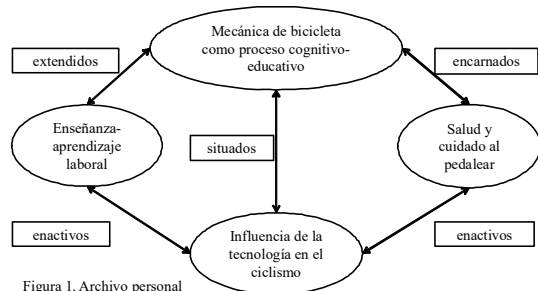 Mecánica de bicicleta
como proceso cognitivo-
educativo
extendidos
encarnados
Enseñanza-
aprendizaje
laboral
situados
Salud y
cuidado al
pedalear
enactivos
Influencia de la
tecnología en el
ciclismo
enactivos
Figura 1. Archivo personal